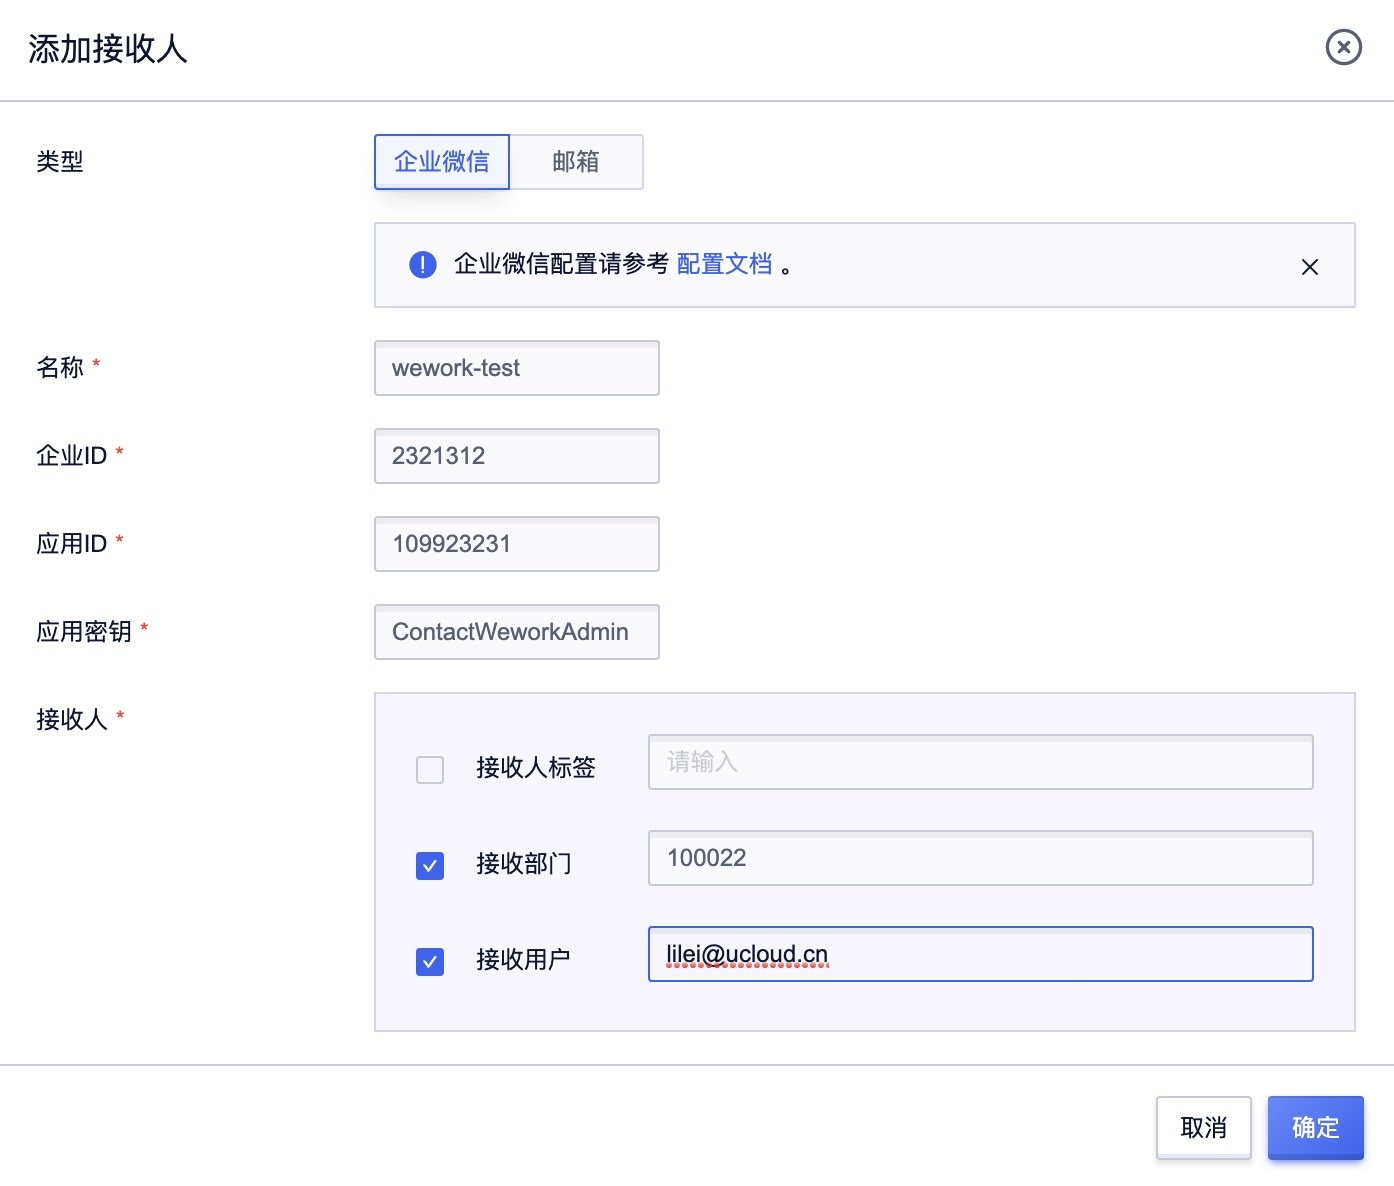 添加接收人
类型
企业微信 邮箱
企业微信配置请参考 配置文档 。
名称 *
wework-test
企业ID *
2321312
应用ID *
109923231
应用密钥 *
ContactWeworkAdmin
接收人 *
接收人标签
请输入
接收部门
100022
接收用户
lilei@ucloud.cn
取消 确定